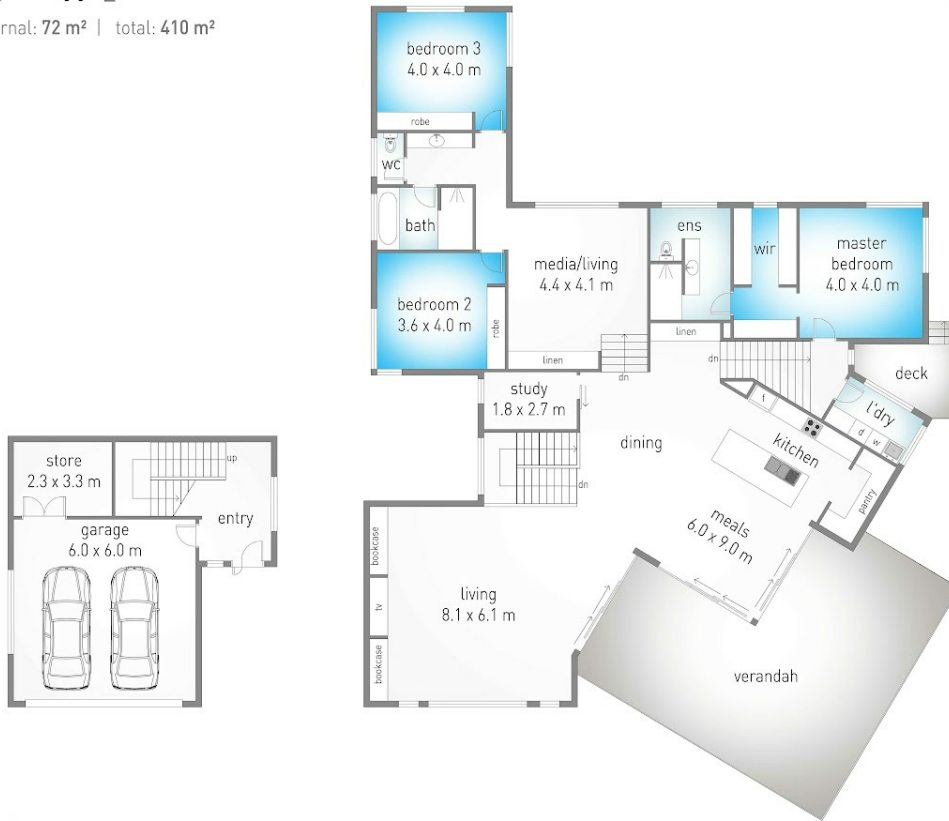 rnal: 72 m² | total: 410 m²
bedroom 3
4.0 x 4.0 m
robe
wc
bath
bedroom 2
3.6 x 4.0 m
robe
media/living
4.4 x 4.1 m
linen
dn
ens
linen
wir
master
bedroom
4.0 x 4.0 m
dn
deck
l'dry
d
w
study
1.8 x 2.7 m
dn
dining
f
kitchen
pantry
meals
6.0 x 9.0 m
bookcase
tv
bookcase
living
8.1 x 6.1 m
verandah
store
2.3 x 3.3 m
up
entry
garage
6.0 x 6.0 m